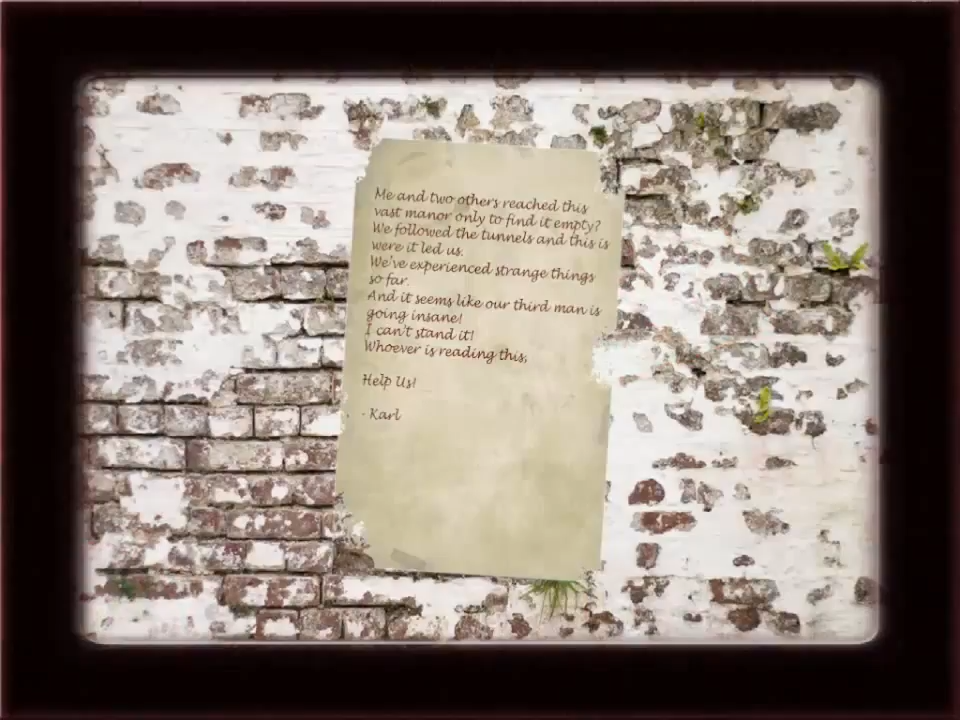 Me and two others reached this
vast manor only to find it empty?
We followed the tunnels and this is
were it led us.
We've experienced strange things
so far.
And it seems like our third man is
going insane!
I can't stand it!
Whoever is reading this,
Help Us!
- Karl